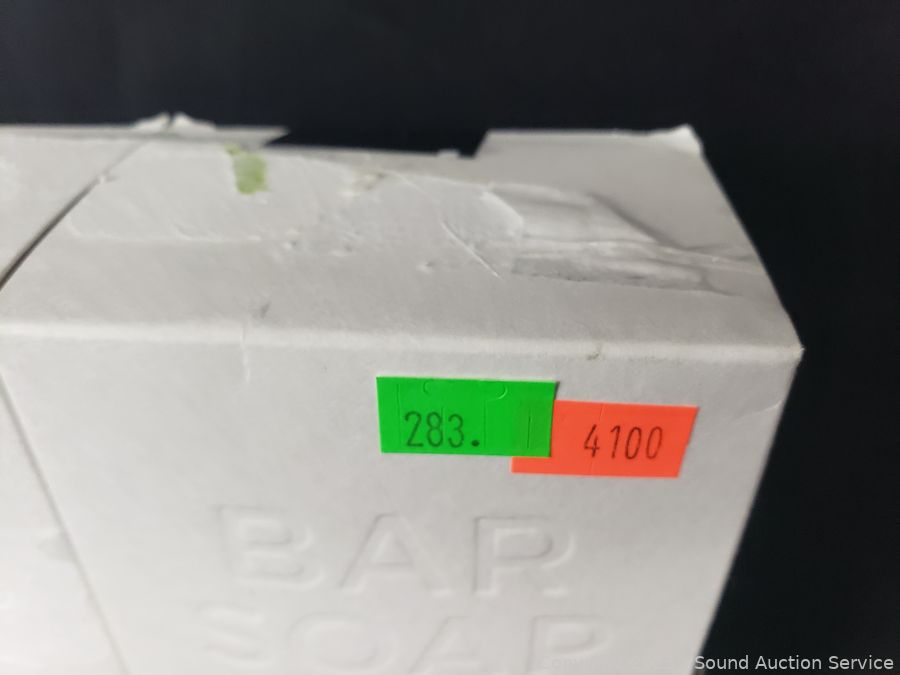 283.
4100
BAR
SOAP
Sound Auction Service